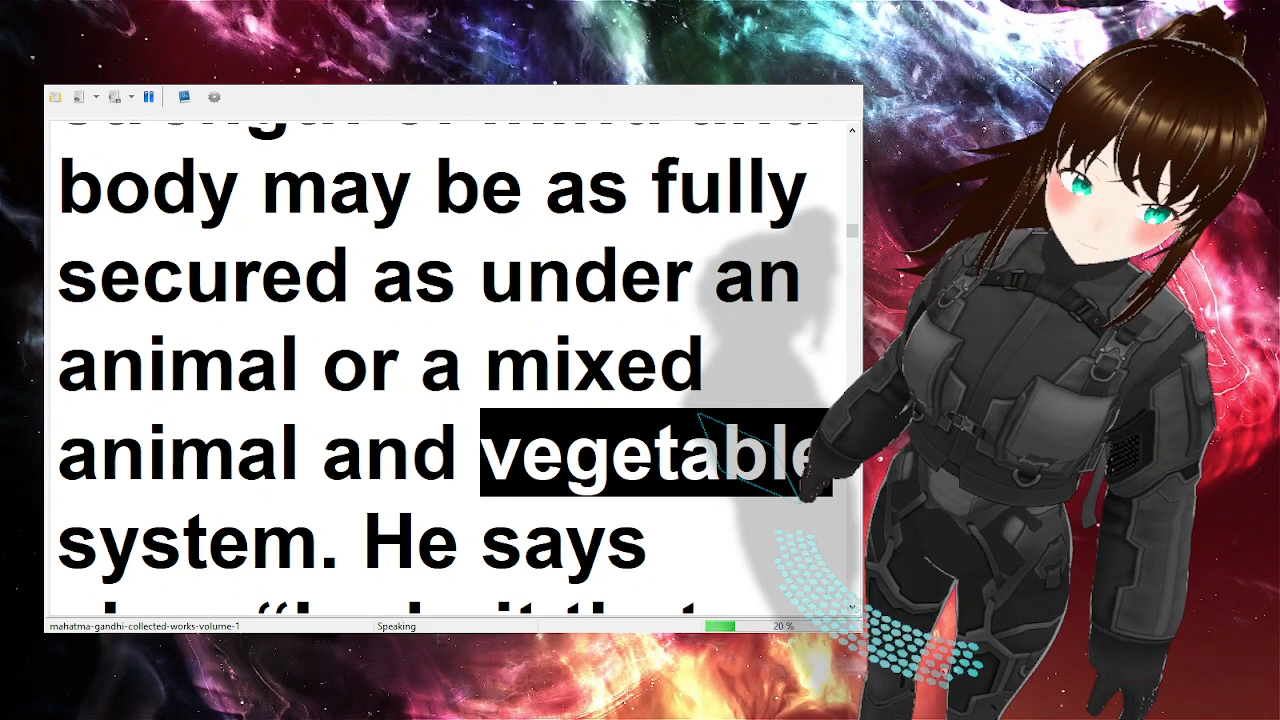 body may be as fully
secured as under an
animal or a mixed
animal and vegetable
system. He says
mahatma-gandhi-collected-works-volume-1
Speaking
20 %